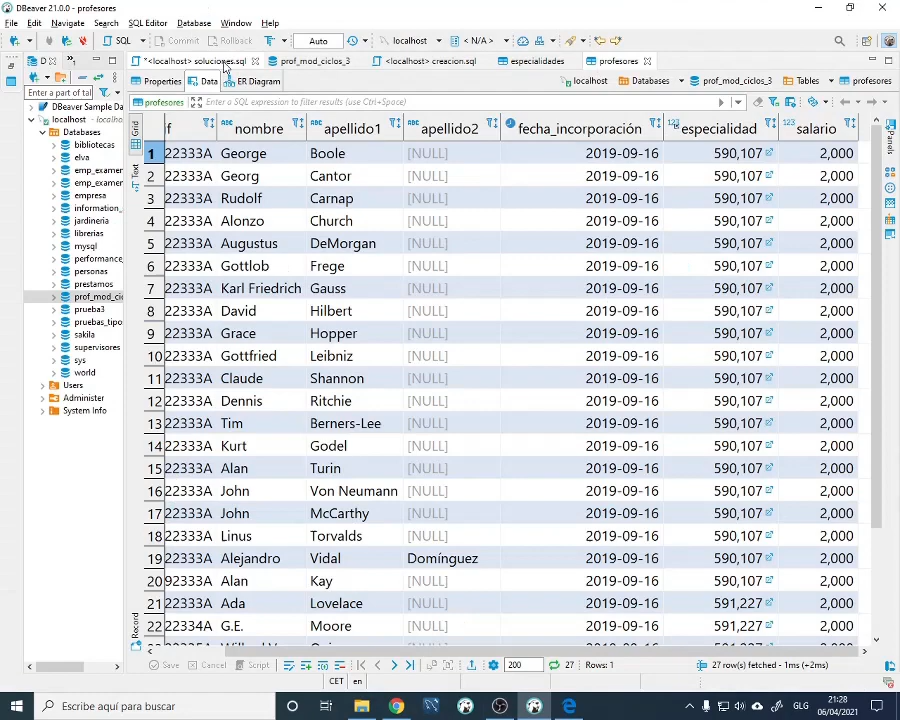 DBeaver 21.0.0 - profesores
File Edit Navigate Search SQL Editor Database Window Help
SQL Commit Rollback Auto localhost < N/A >
D *<localhost> soluciones.sql prof_mod_ciclos_3 <localhost> creacion.sql especialidades profesores
Properties Data ER Diagram localhost Databases prof_mod_ciclos_3 Tables profesores
Enter a part of tal profesores Enter a SQL expression to filter results (use Ctrl+Space)
DBeaver Sample Da
localhost
Databases
bibliotecas
elva
emp_examer
emp_examer
empresa
information_
jardineria
librerias
mysql
performance_
personas
prestamos
prof_mod_cic
prueba3
pruebas_tipo
sakila
supervisores
sys
world
Users
Administer
System Info
Grid
Text
Record
Panels
f nombre apellido1 apellido2 fecha_incorporación especialidad salario
1 22333A George Boole [NULL] 2019-09-16 590,107 2,000
2 22333A Georg Cantor [NULL] 2019-09-16 590,107 2,000
3 22333A Rudolf Carnap [NULL] 2019-09-16 590,107 2,000
4 22333A Alonzo Church [NULL] 2019-09-16 590,107 2,000
5 22333A Augustus DeMorgan [NULL] 2019-09-16 590,107 2,000
6 22333A Gottlob Frege [NULL] 2019-09-16 590,107 2,000
7 22333A Karl Friedrich Gauss [NULL] 2019-09-16 590,107 2,000
8 22333A David Hilbert [NULL] 2019-09-16 590,107 2,000
9 22333A Grace Hopper [NULL] 2019-09-16 590,107 2,000
10 22333A Gottfried Leibniz [NULL] 2019-09-16 590,107 2,000
11 22333A Claude Shannon [NULL] 2019-09-16 590,107 2,000
12 22333A Dennis Ritchie [NULL] 2019-09-16 590,107 2,000
13 22333A Tim Berners-Lee [NULL] 2019-09-16 590,107 2,000
14 22333A Kurt Godel [NULL] 2019-09-16 590,107 2,000
15 22333A Alan Turin [NULL] 2019-09-16 590,107 2,000
16 22333A John Von Neumann [NULL] 2019-09-16 590,107 2,000
17 22333A John McCarthy [NULL] 2019-09-16 590,107 2,000
18 22333A Linus Torvalds [NULL] 2019-09-16 590,107 2,000
19 22333A Alejandro Vidal Domínguez 2019-09-16 590,107 2,000
20 92333A Alan Kay [NULL] 2019-09-16 590,107 2,000
21 22333A Ada Lovelace [NULL] 2019-09-16 591,227 2,000
22 22334A G.E. Moore [NULL] 2019-09-16 591,227 2,000
Save Cancel Script 200 27 Rows: 1 27 row(s) fetched - 1ms (+2ms)
CET en
Escribe aquí para buscar GLG 21:28
06/04/2021